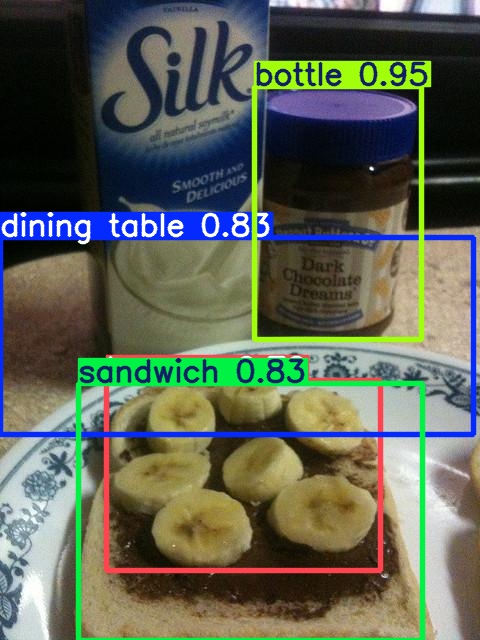 VANILLA
Silk
all natural soymilk
SMOOTH AND
DELICIOUS
bottle 0.95
dining table 0.83
Dark
Chocolate
Dreams
sandwich 0.83